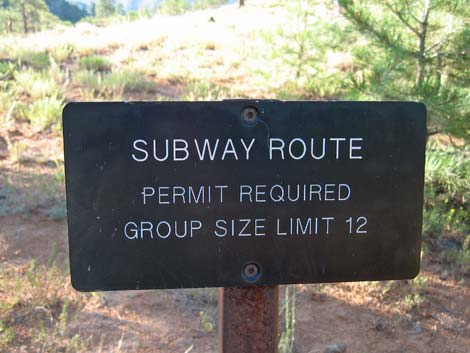 SUBWAY ROUTE
PERMIT REQUIRED
GROUP SIZE LIMIT 12